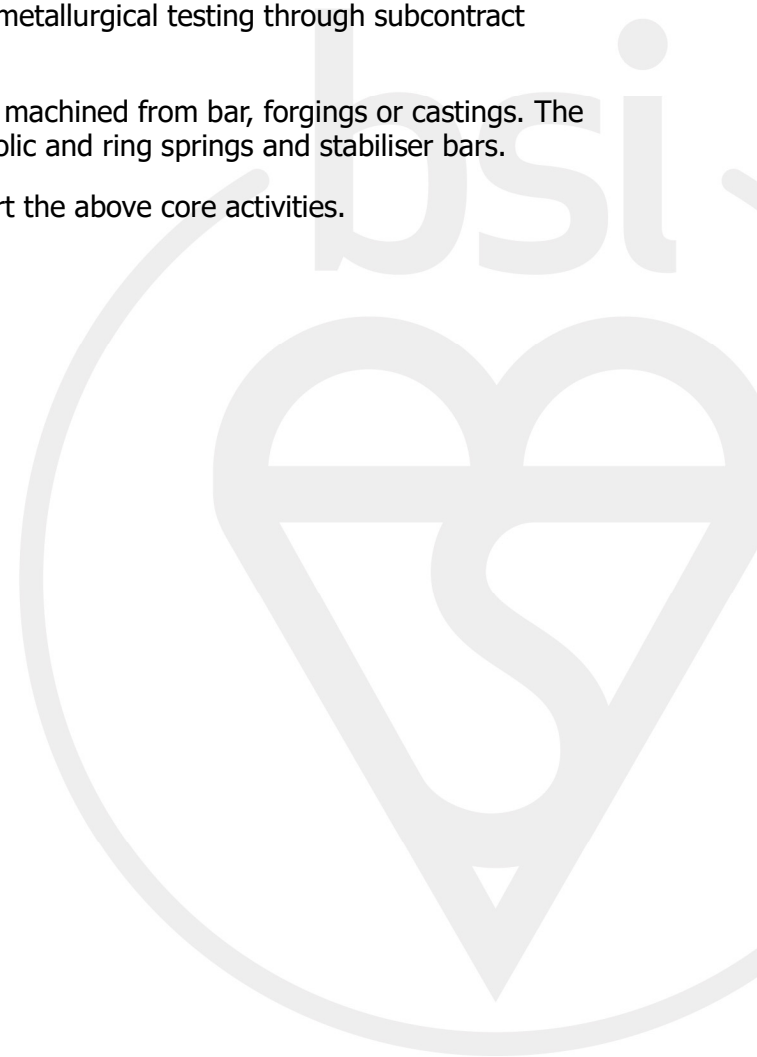 metallurgical testing through subcontract
machined from bar, forgings or castings. The
olic and ring springs and stabiliser bars.
rt the above core activities.
bsi